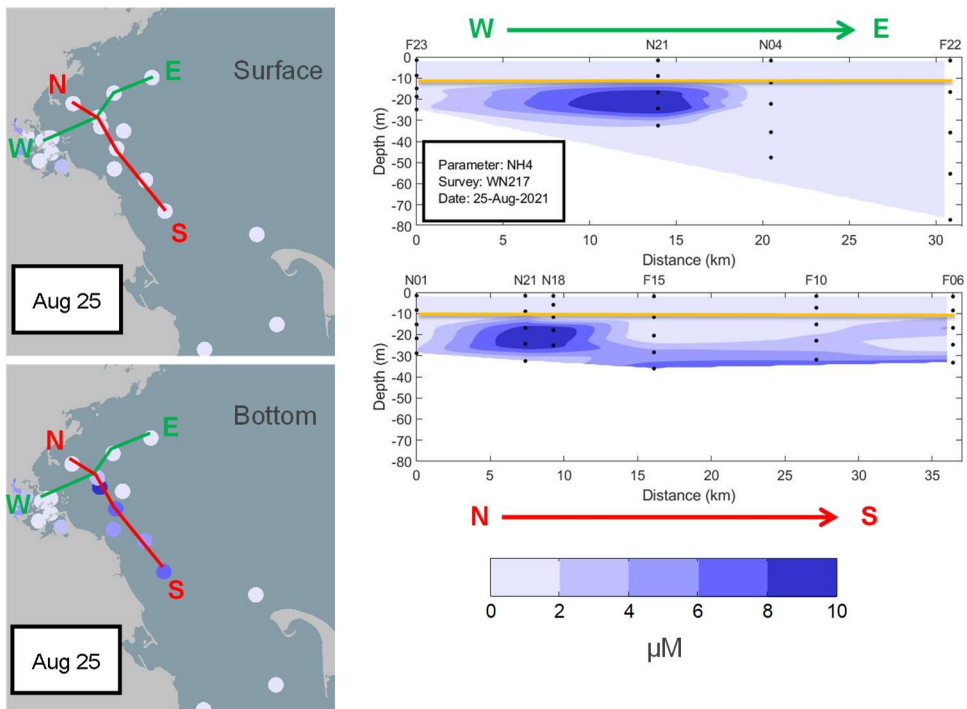 Surface
N
E
W
S
Aug 25
Bottom
N
E
W
S
Aug 25
W E
F23 N21 N04 F22
0
-10
-20
-30
-40
-50
-60
-70
-80
Depth (m)
Parameter: NH4
Survey: WN217
Date: 25-Aug-2021
0 5 10 15 20 25 30
Distance (km)
N01 N21 N18 F15 F10 F06
0
-10
-20
-30
-40
-50
-60
-70
-80
Depth (m)
0 5 10 15 20 25 30 35
Distance (km)
N S
0 2 4 6 8 10
µM